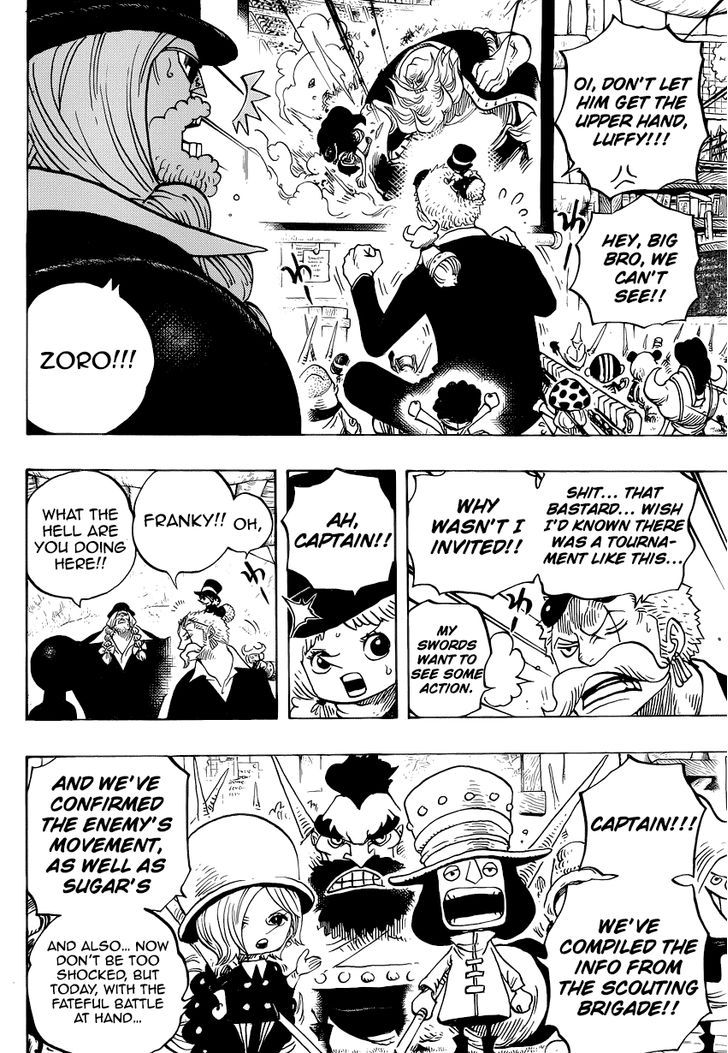 OI, DON'T LET
HIM GET THE
UPPER HAND,
LUFFY!!!
HEY, BIG
BRO, WE
CAN'T
SEE!!
ZORO!!!
SHIT... THAT
BASTARD... WISH
I'D KNOWN THERE
WAS A TOURNA-
MENT LIKE THIS...
WHY
WASN'T I
INVITED!!
MY
SWORDS WANT
TO SEE SOME
ACTION.
AH,
CAPTAIN!!
FRANKY!! OH,
WHAT THE
HELL ARE
YOU DOING
HERE!!
CAPTAIN!!!
WE'VE
COMPILED THE
INFO FROM
THE SCOUTING
BRIGADE!!
AND WE'VE
CONFIRMED
THE ENEMY'S
MOVEMENT,
AS WELL AS
SUGAR'S
AND ALSO... NOW
DON'T BE TOO
SHOCKED, BUT
TODAY, WITH THE
FATEFUL BATTLE
AT HAND...